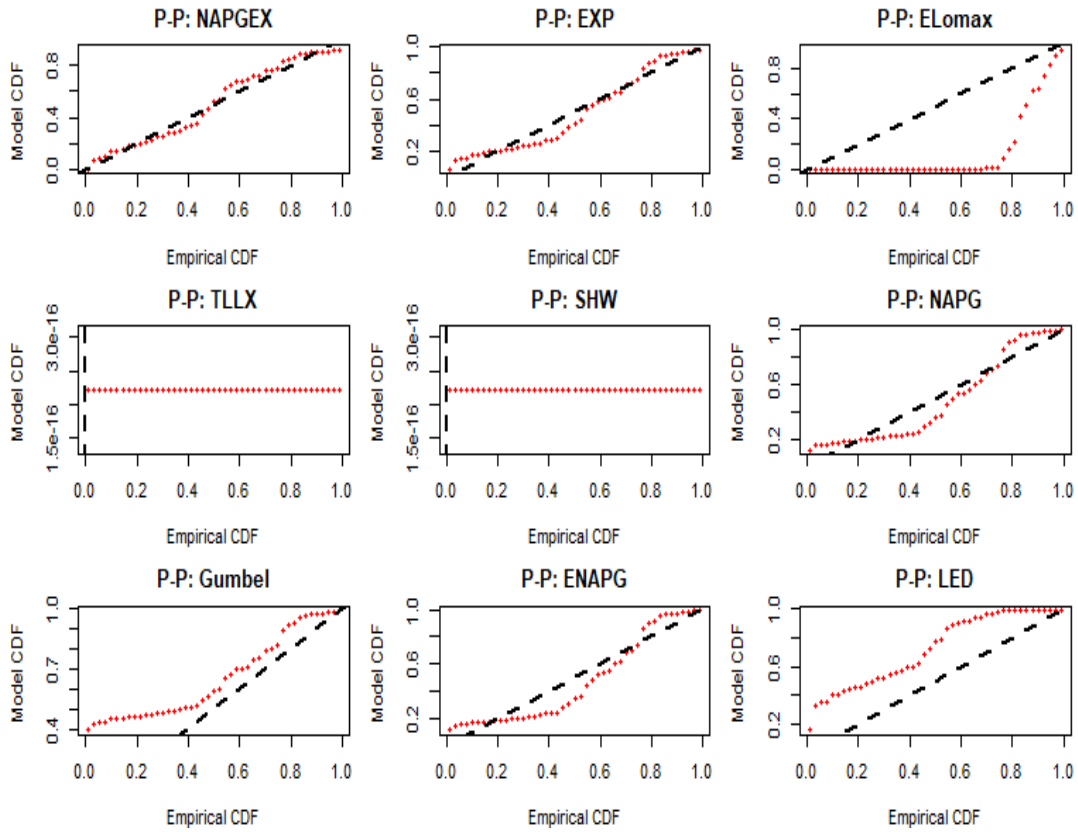 P-P: NAPGEX
Model CDF
0.0 0.4 0.8
0.0 0.2 0.4 0.6 0.8 1.0
Empirical CDF
P-P: EXP
Model CDF
0.2 0.6 1.0
0.0 0.2 0.4 0.6 0.8 1.0
Empirical CDF
P-P: ELomax
Model CDF
0.0 0.4 0.8
0.0 0.2 0.4 0.6 0.8 1.0
Empirical CDF
P-P: TLLX
Model CDF
1.5e-16 3.0e-16
0.0 0.2 0.4 0.6 0.8 1.0
Empirical CDF
P-P: SHW
Model CDF
1.5e-16 3.0e-16
0.0 0.2 0.4 0.6 0.8 1.0
Empirical CDF
P-P: NAPG
Model CDF
0.2 0.6 1.0
0.0 0.2 0.4 0.6 0.8 1.0
Empirical CDF
P-P: Gumbel
Model CDF
0.4 0.7 1.0
0.0 0.2 0.4 0.6 0.8 1.0
Empirical CDF
P-P: ENAPG
Model CDF
0.2 0.6 1.0
0.0 0.2 0.4 0.6 0.8 1.0
Empirical CDF
P-P: LED
Model CDF
0.2 0.6 1.0
0.0 0.2 0.4 0.6 0.8 1.0
Empirical CDF